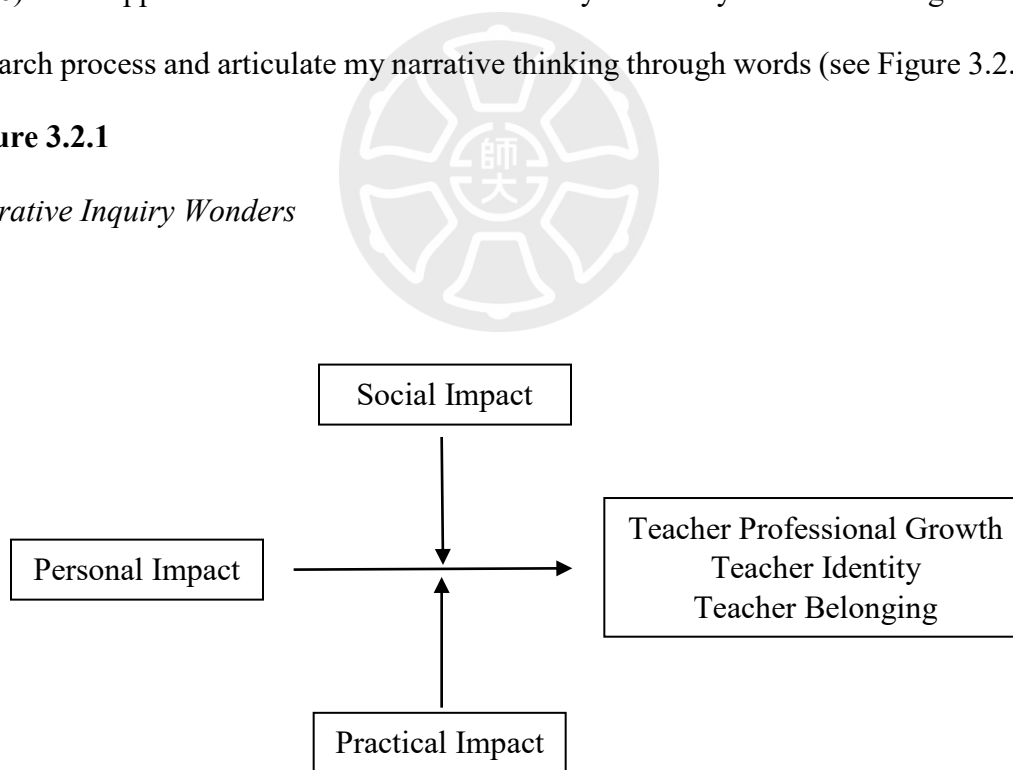 search process and articulate my narrative thinking through words (see Figure 3.2.
ure 3.2.1
rative Inquiry Wonders
師大
Social Impact
Personal Impact
Teacher Professional Growth
Teacher Identity
Teacher Belonging
Practical Impact